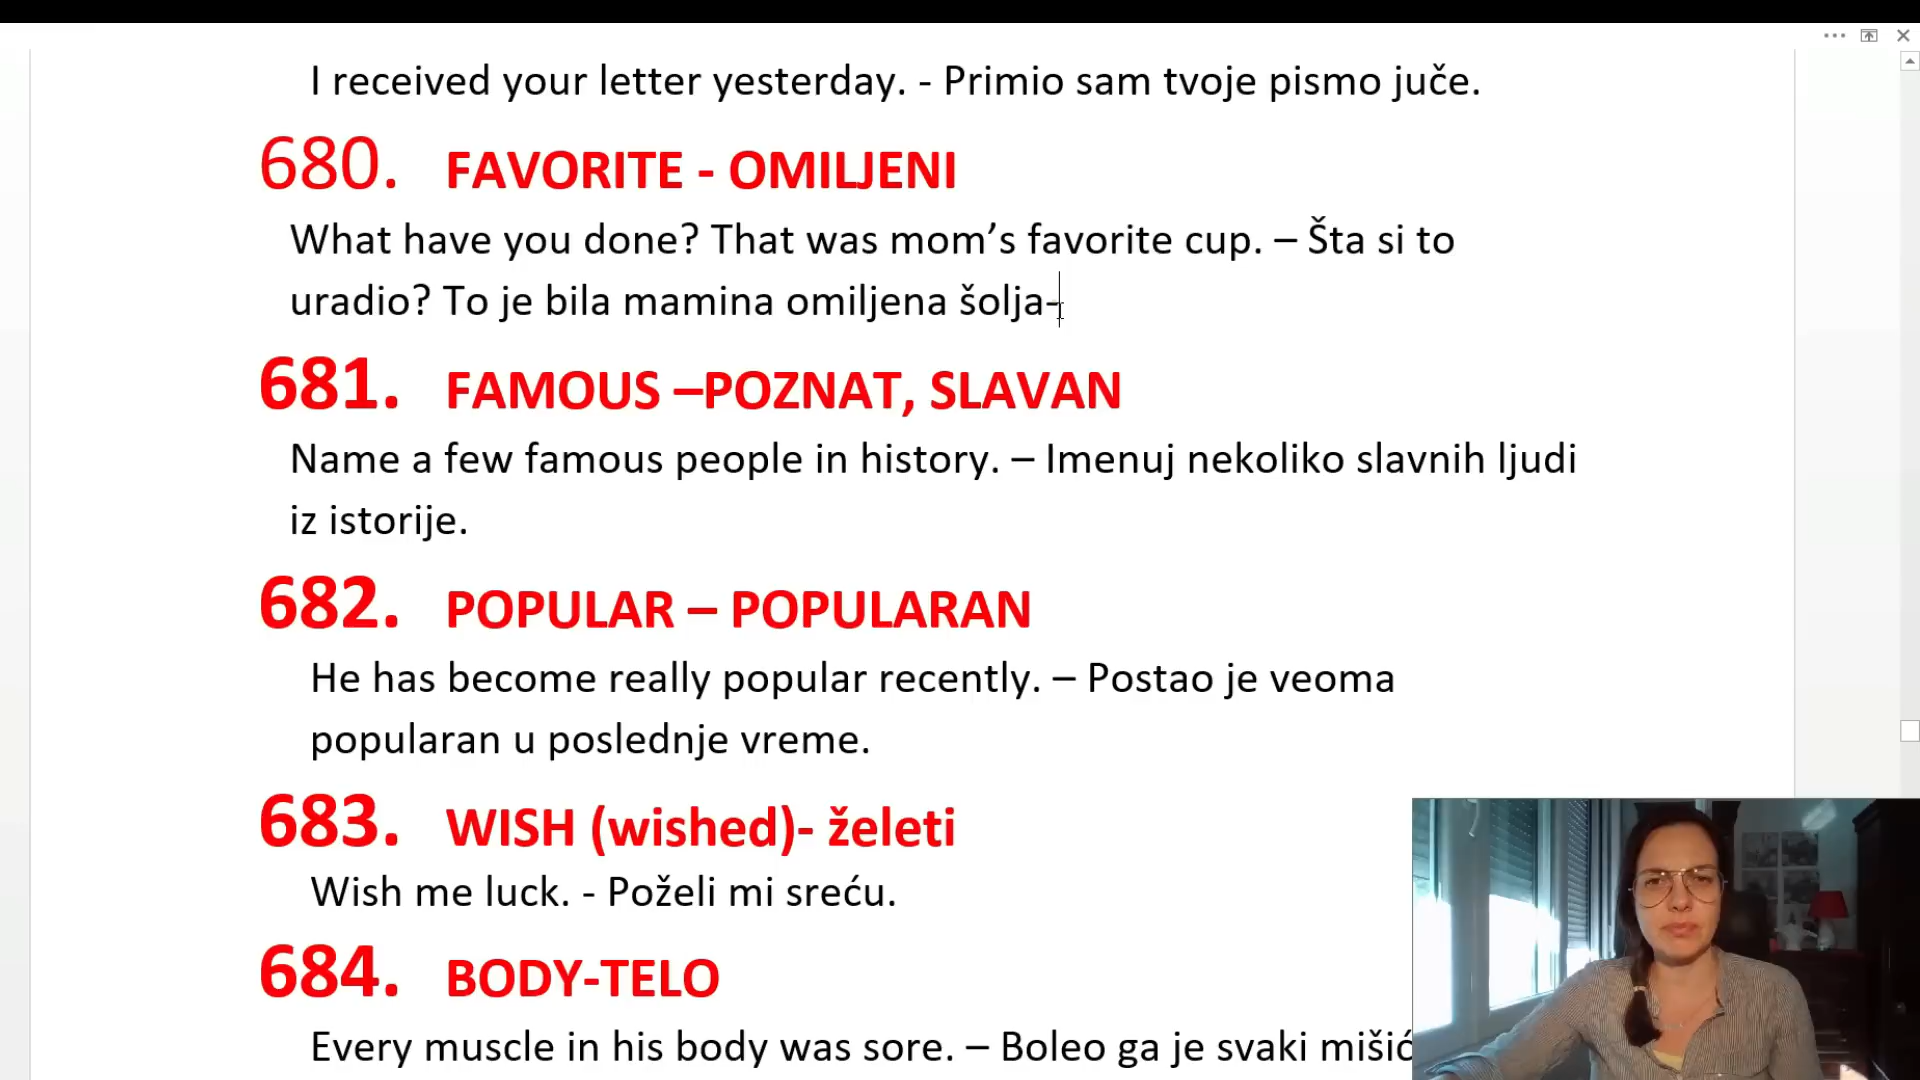 I received your letter yesterday. - Primio sam tvoje pismo juče.
680. FAVORITE - OMILJENI
What have you done? That was mom’s favorite cup. – Šta si to
uradio? To je bila mamina omiljena šolja-
681. FAMOUS –POZNAT, SLAVAN
Name a few famous people in history. – Imenuj nekoliko slavnih ljudi
iz istorije.
682. POPULAR – POPULARAN
He has become really popular recently. – Postao je veoma
popularan u poslednje vreme.
683. WISH (wished)- želeti
Wish me luck. - Poželi mi sreću.
684. BODY-TELO
Every muscle in his body was sore. – Boleo ga je svaki mišić